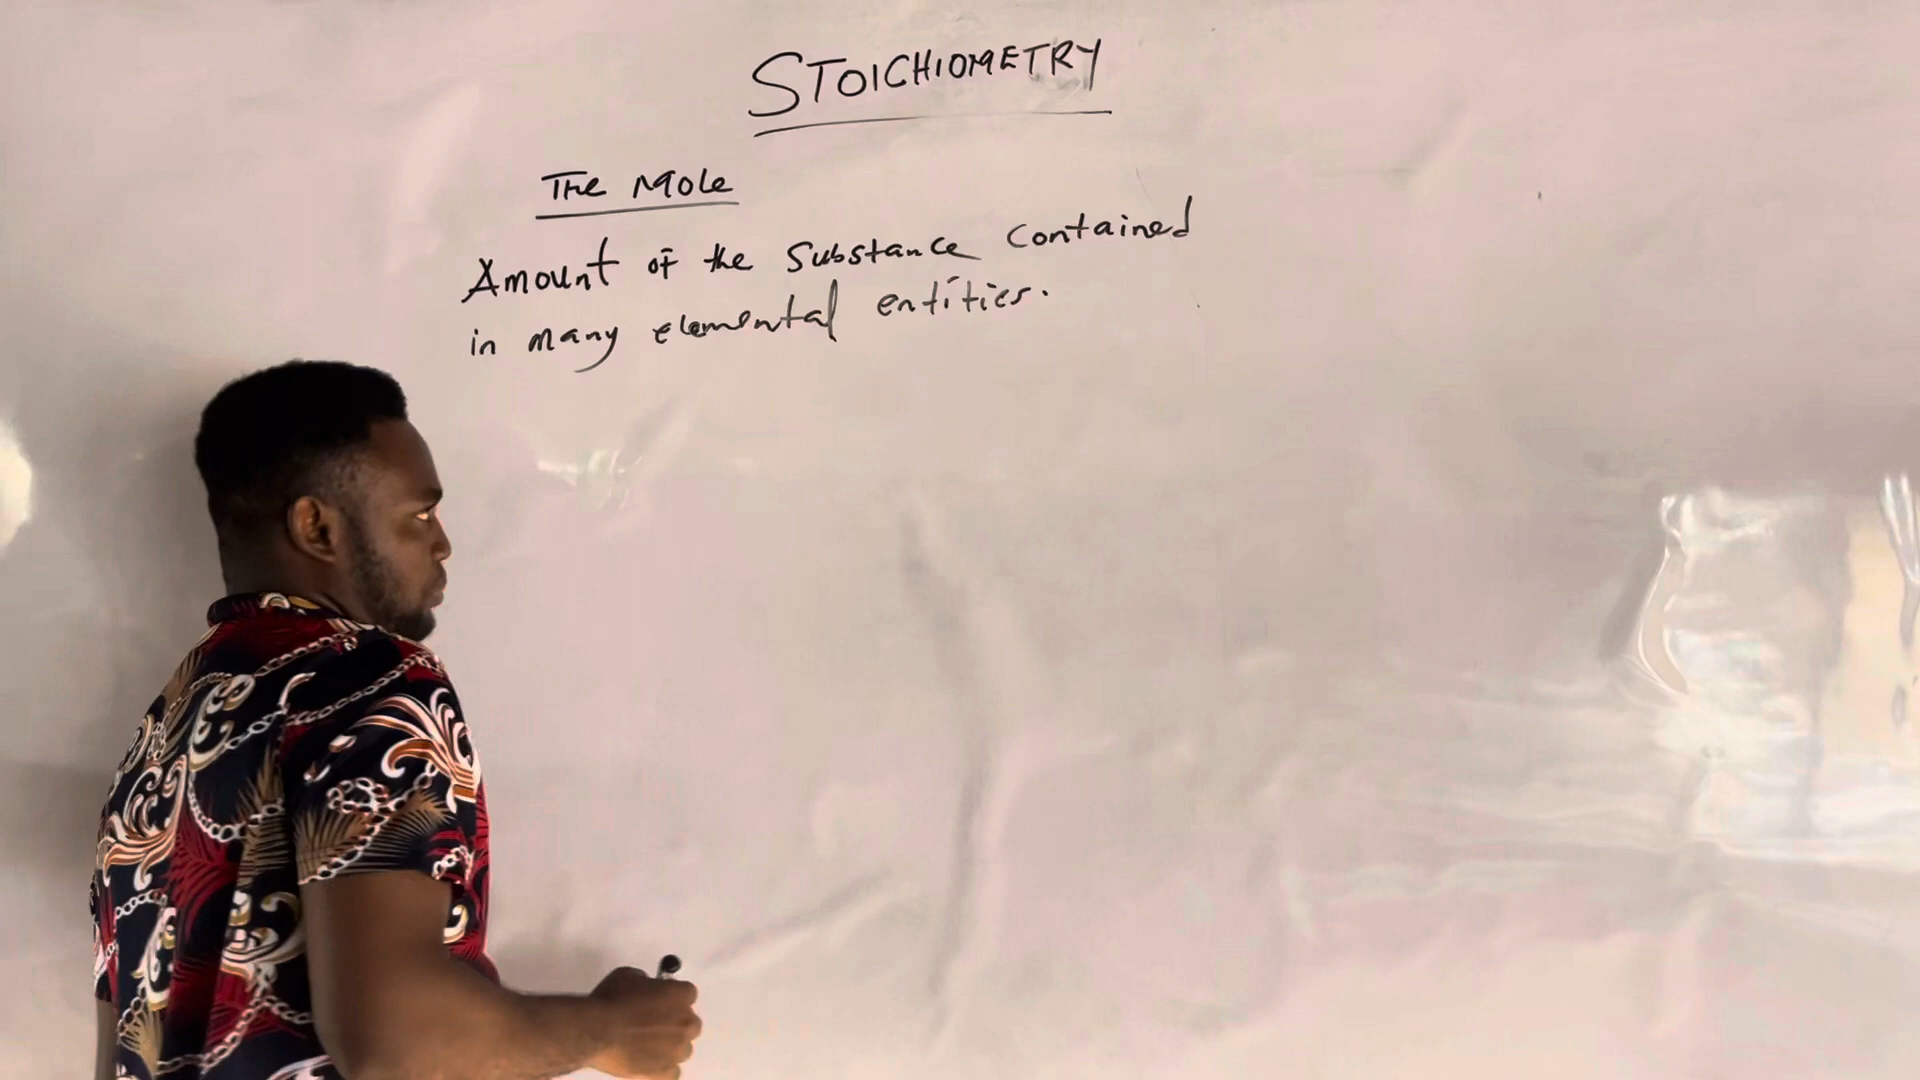 STOICHIOMETRY
The Mole
Amount of the Substance Contained
in many elemental entities.